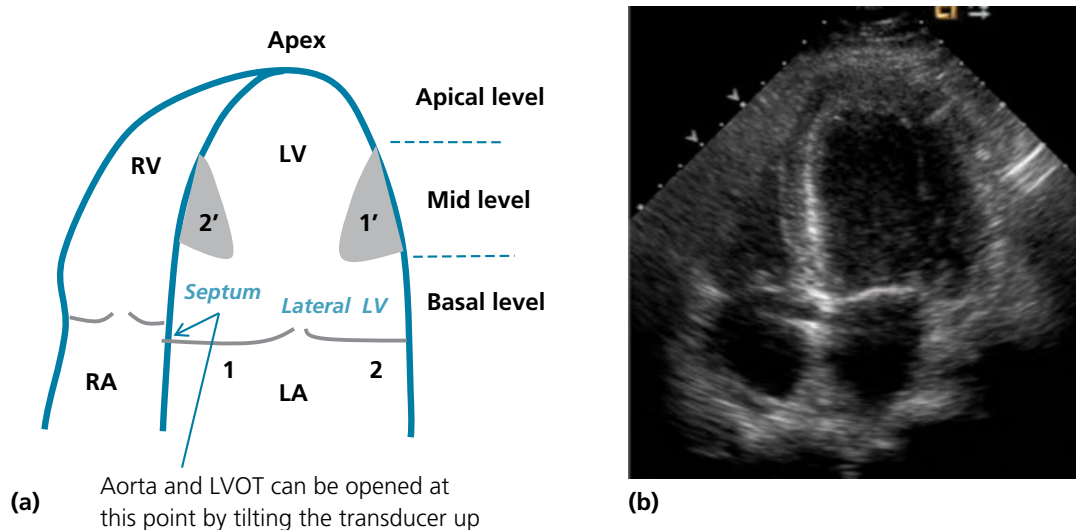 Apex
Apical level
RV
LV
Mid level
2’
1’
Septum
Lateral LV
Basal level
1
2
RA
LA
Aorta and LVOT can be opened at
this point by tilting the transducer up
(a)
(b)